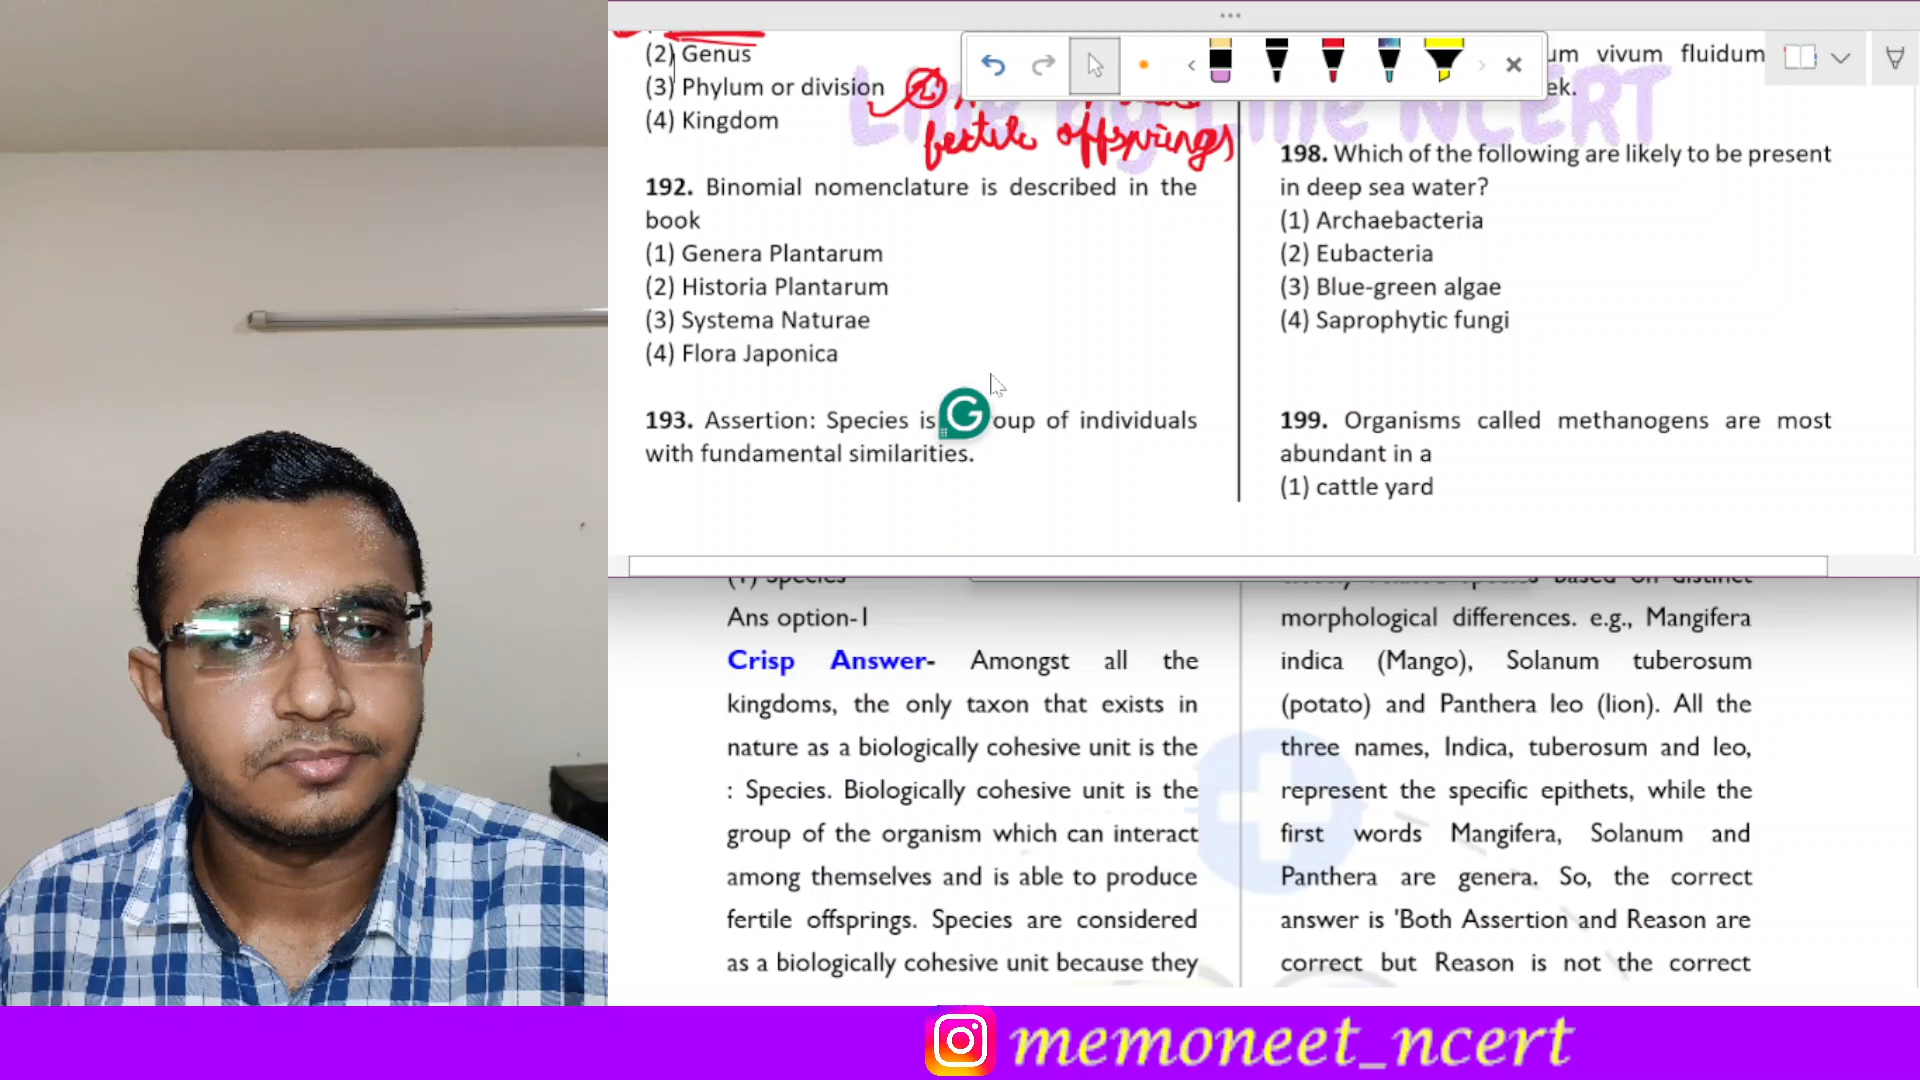 (2) Genus
(3) Phylum or division
(4) Kingdom
fertile offsprings
Line by Line NCERT
192. Binomial nomenclature is described in the
book
(1) Genera Plantarum
(2) Historia Plantarum
(3) Systema Naturae
(4) Flora Japonica
193. Assertion: Species is oup of individuals
with fundamental similarities.
um vivum fluidum
ek.
198. Which of the following are likely to be present
in deep sea water?
(1) Archaebacteria
(2) Eubacteria
(3) Blue-green algae
(4) Saprophytic fungi
199. Organisms called methanogens are most
abundant in a
(1) cattle yard
Ans option-1
Crisp Answer- Amongst all the
kingdoms, the only taxon that exists in
nature as a biologically cohesive unit is the
: Species. Biologically cohesive unit is the
group of the organism which can interact
among themselves and is able to produce
fertile offsprings. Species are considered
as a biologically cohesive unit because they
morphological differences. e.g., Mangifera
indica (Mango), Solanum tuberosum
(potato) and Panthera leo (lion). All the
three names, Indica, tuberosum and leo,
represent the specific epithets, while the
first words Mangifera, Solanum and
Panthera are genera. So, the correct
answer is 'Both Assertion and Reason are
correct but Reason is not the correct
memoneet_ncert